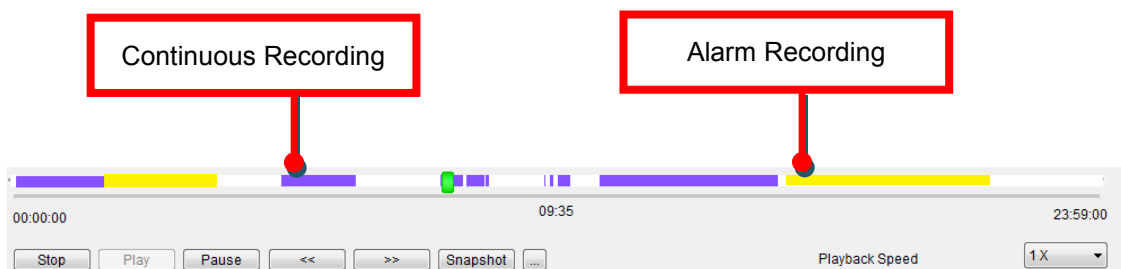 Continuous Recording
Alarm Recording
00:00:00 09:35 23:59:00
Stop Play Pause << >> Snapshot ... Playback Speed 1 X